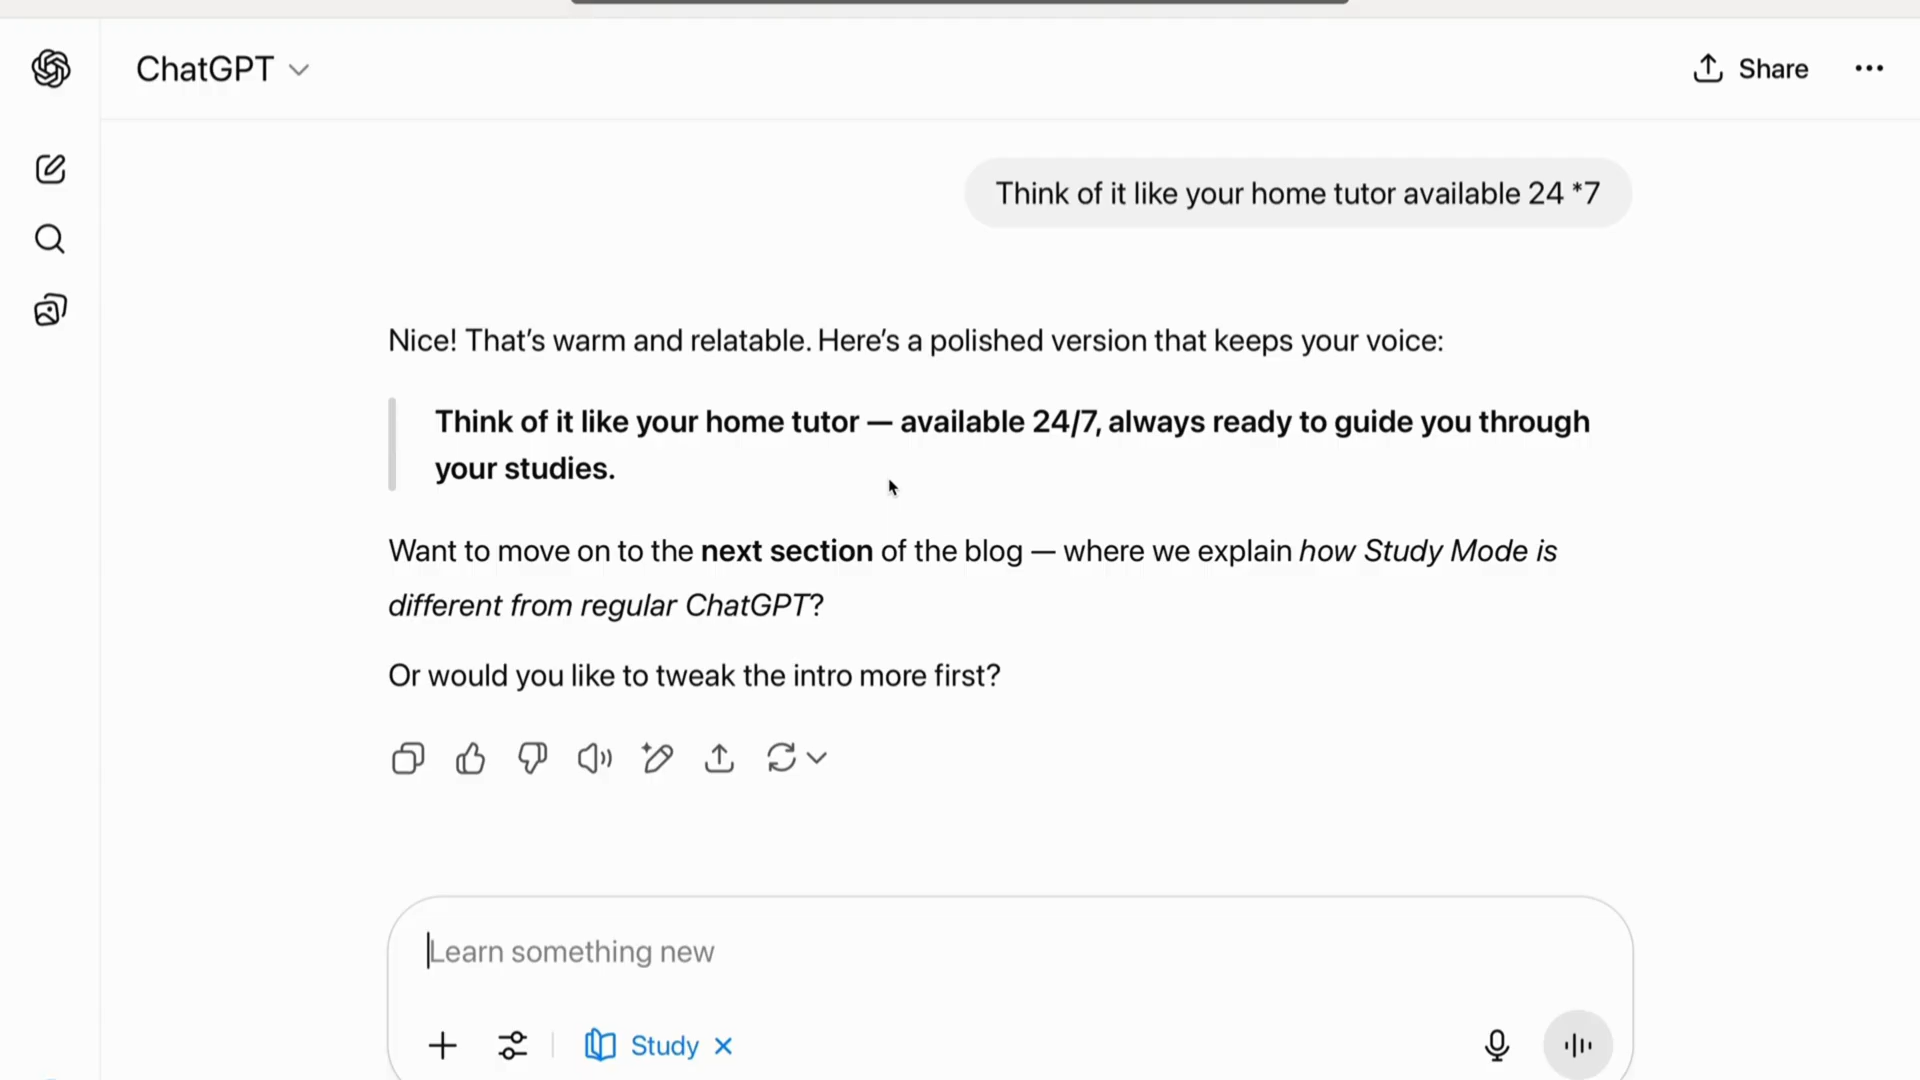 ChatGPT
Share
Think of it like your home tutor available 24 *7
Nice! That’s warm and relatable. Here’s a polished version that keeps your voice:
Think of it like your home tutor — available 24/7, always ready to guide you through
your studies.
Want to move on to the next section of the blog — where we explain how Study Mode is
different from regular ChatGPT?
Or would you like to tweak the intro more first?
Learn something new
Study